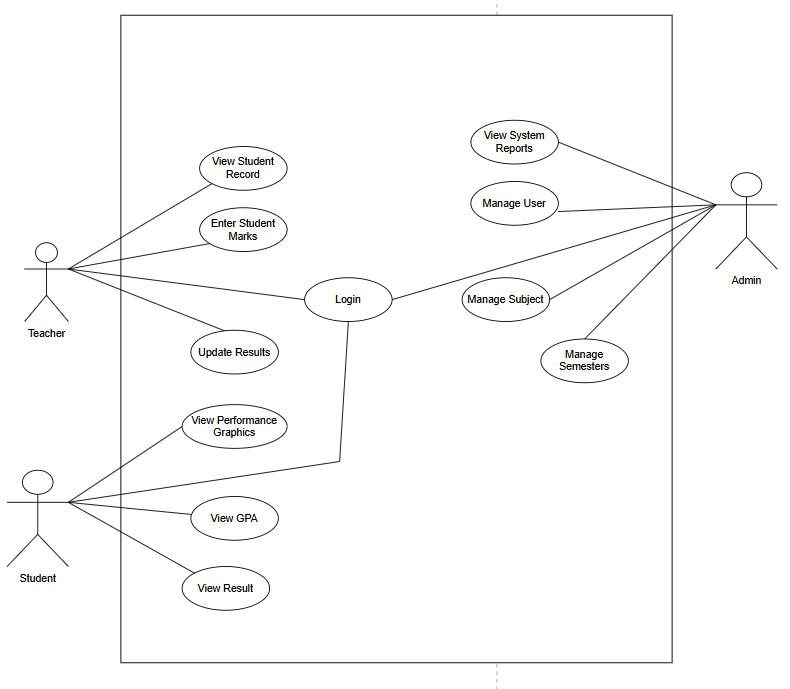 View System
Reports
View Student
Record
Manage User
Enter Student
Marks
Admin
Login
Manage Subject
Teacher
Update Results
Manage
Semesters
View Performance
Graphics
View GPA
Student
View Result